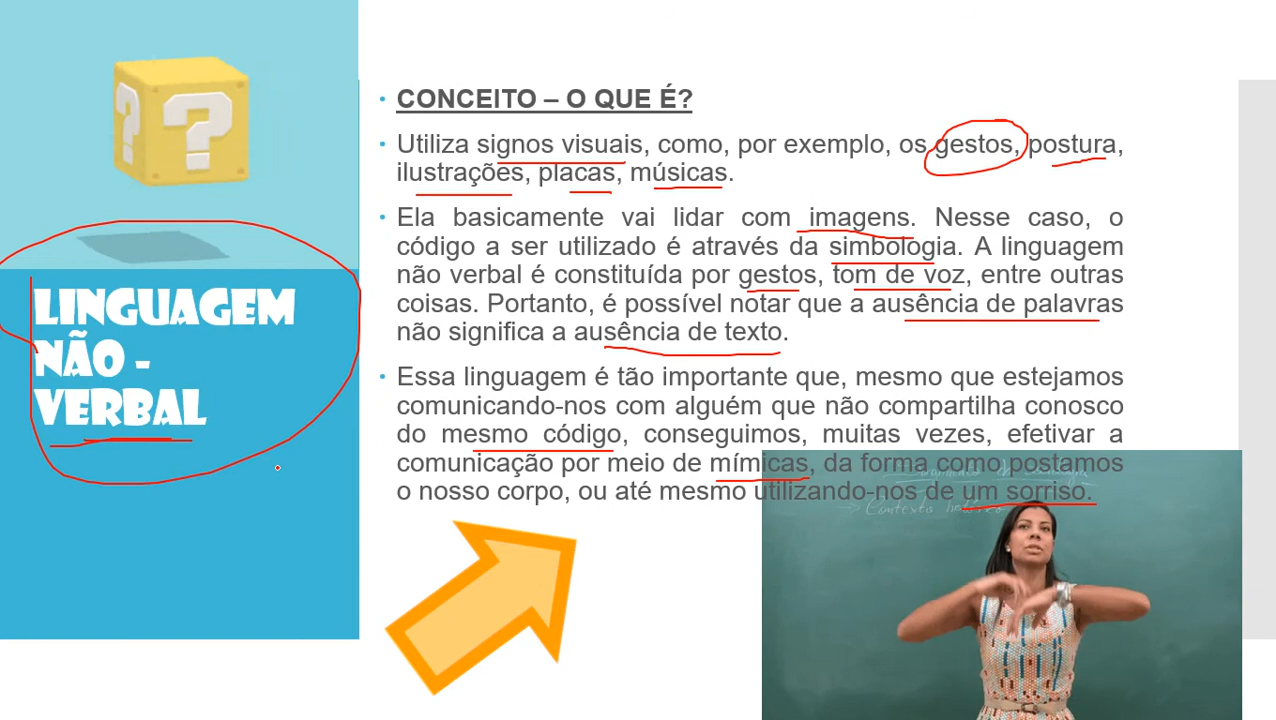 CONCEITO – O QUE É?
Utiliza signos visuais, como, por exemplo, os gestos, postura,
ilustrações, placas, músicas.
Ela basicamente vai lidar com imagens. Nesse caso, o
código a ser utilizado é através da simbologia. A linguagem
não verbal é constituída por gestos, tom de voz, entre outras
coisas. Portanto, é possível notar que a ausência de palavras
não significa a ausência de texto.
Essa linguagem é tão importante que, mesmo que estejamos
comunicando-nos com alguém que não compartilha conosco
do mesmo código, conseguimos, muitas vezes, efetivar a
comunicação por meio de mímicas, da forma como postamos
o nosso corpo, ou até mesmo utilizando-nos de um sorriso.
LINGUAGEM
NÃO -
VERBAL
? ?
Contexto